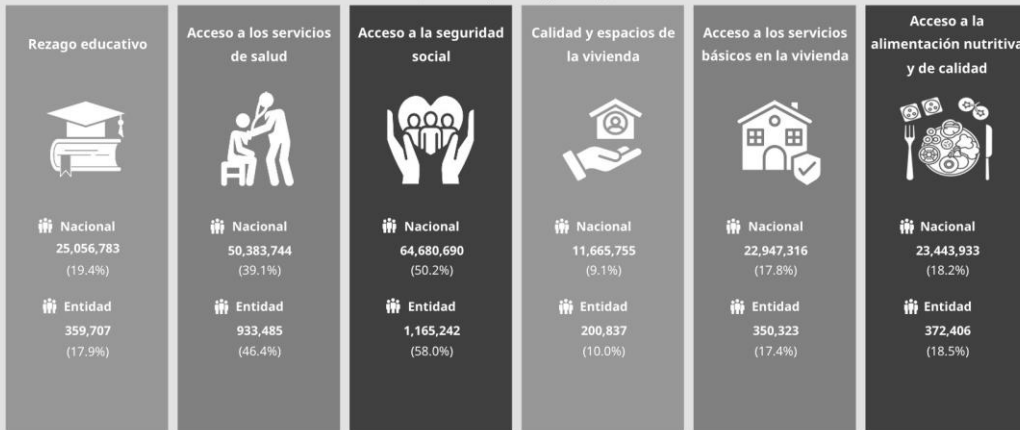 Rezago educativo
Nacional
25,056,783
(19.4%)
Entidad
359,707
(17.9%)
Acceso a los servicios
de salud
Nacional
50,383,744
(39.1%)
Entidad
933,485
(46.4%)
Acceso a la seguridad
social
Nacional
64,680,690
(50.2%)
Entidad
1,165,242
(58.0%)
Calidad y espacios de
la vivienda
Nacional
11,665,755
(9.1%)
Entidad
200,837
(10.0%)
Acceso a los servicios
básicos en la vivienda
Nacional
22,947,316
(17.8%)
Entidad
350,323
(17.4%)
Acceso a la
alimentación nutritiva
y de calidad
Nacional
23,443,933
(18.2%)
Entidad
372,406
(18.5%)